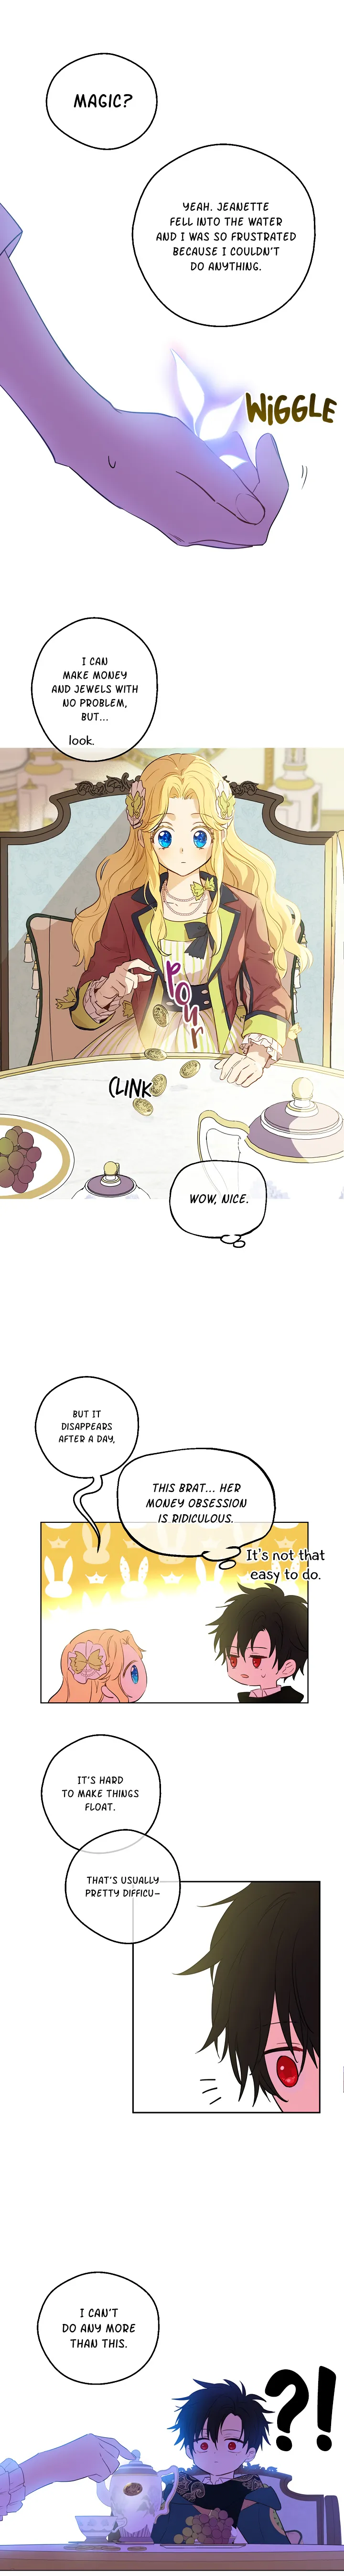 MAGIC?
YEAH. JEANETTE
FELL INTO THE WATER
AND I WAS SO FRUSTRATED
BECAUSE I COULDN'T
DO ANYTHING.
WIGGLE
I CAN
MAKE MONEY
AND JEWELS WITH
NO PROBLEM,
BUT...
look.
POUR
CLINK
WOW, NICE.
BUT IT
DISAPPEARS
AFTER A DAY,
THIS BRAT... HER
MONEY OBSESSION
IS RIDICULOUS.
It's not that
easy to do.
IT'S HARD
TO MAKE THINGS
FLOAT.
THAT'S USUALLY
PRETTY DIFFICU-
I CAN'T
DO ANY MORE
THAN THIS.
?!